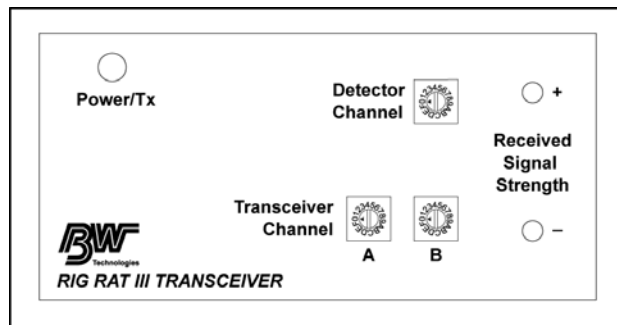 Power/Tx
Detector
Channel
+
Received
Signal
Strength
–
Transceiver
Channel
A
B
BW
Technologies
RIG RAT III TRANSCEIVER